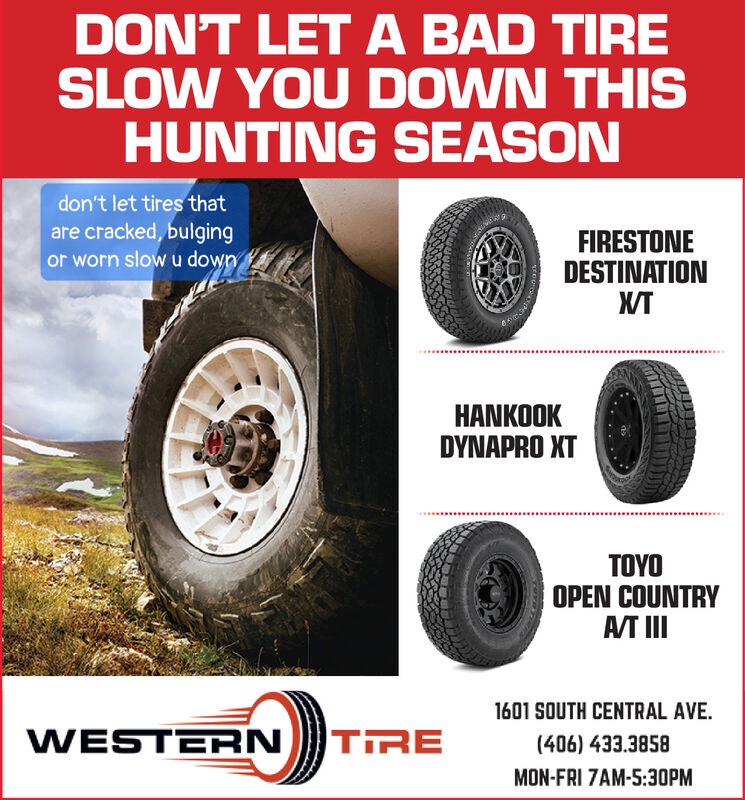 DON'T LET A BAD TIRE
SLOW YOU DOWN THIS
HUNTING SEASON
don't let tires that
are cracked, bulging
or worn slow u down
FIRESTONE
DESTINATION
X/T
HANKOOK
DYNAPRO XT
TOYO
OPEN COUNTRY
A/T III
WESTERN TIRE
1601 SOUTH CENTRAL AVE.
(406) 433.3858
MON-FRI 7AM-5:30PM